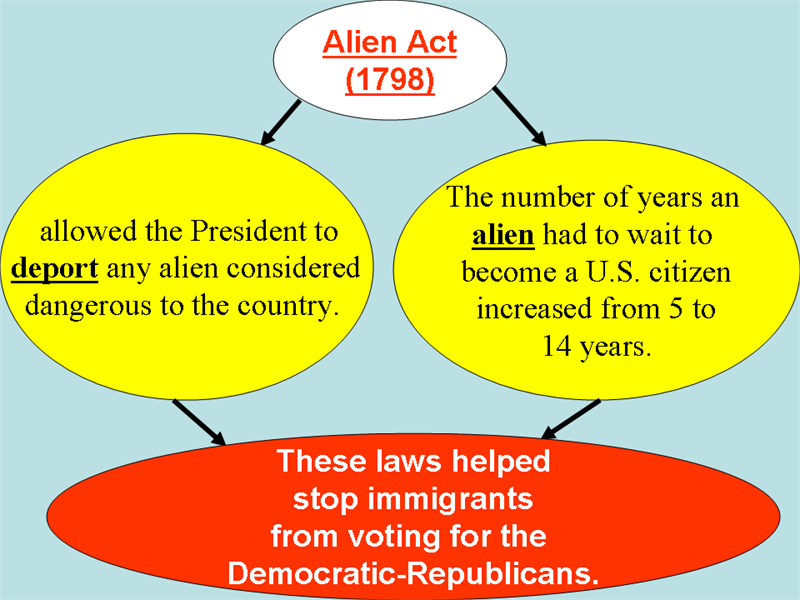 Alien Act
(1798)
allowed the President to
deport any alien considered
dangerous to the country.
The number of years an
alien had to wait to
become a U.S. citizen
increased from 5 to
14 years.
These laws helped
stop immigrants
from voting for the
Democratic-Republicans.